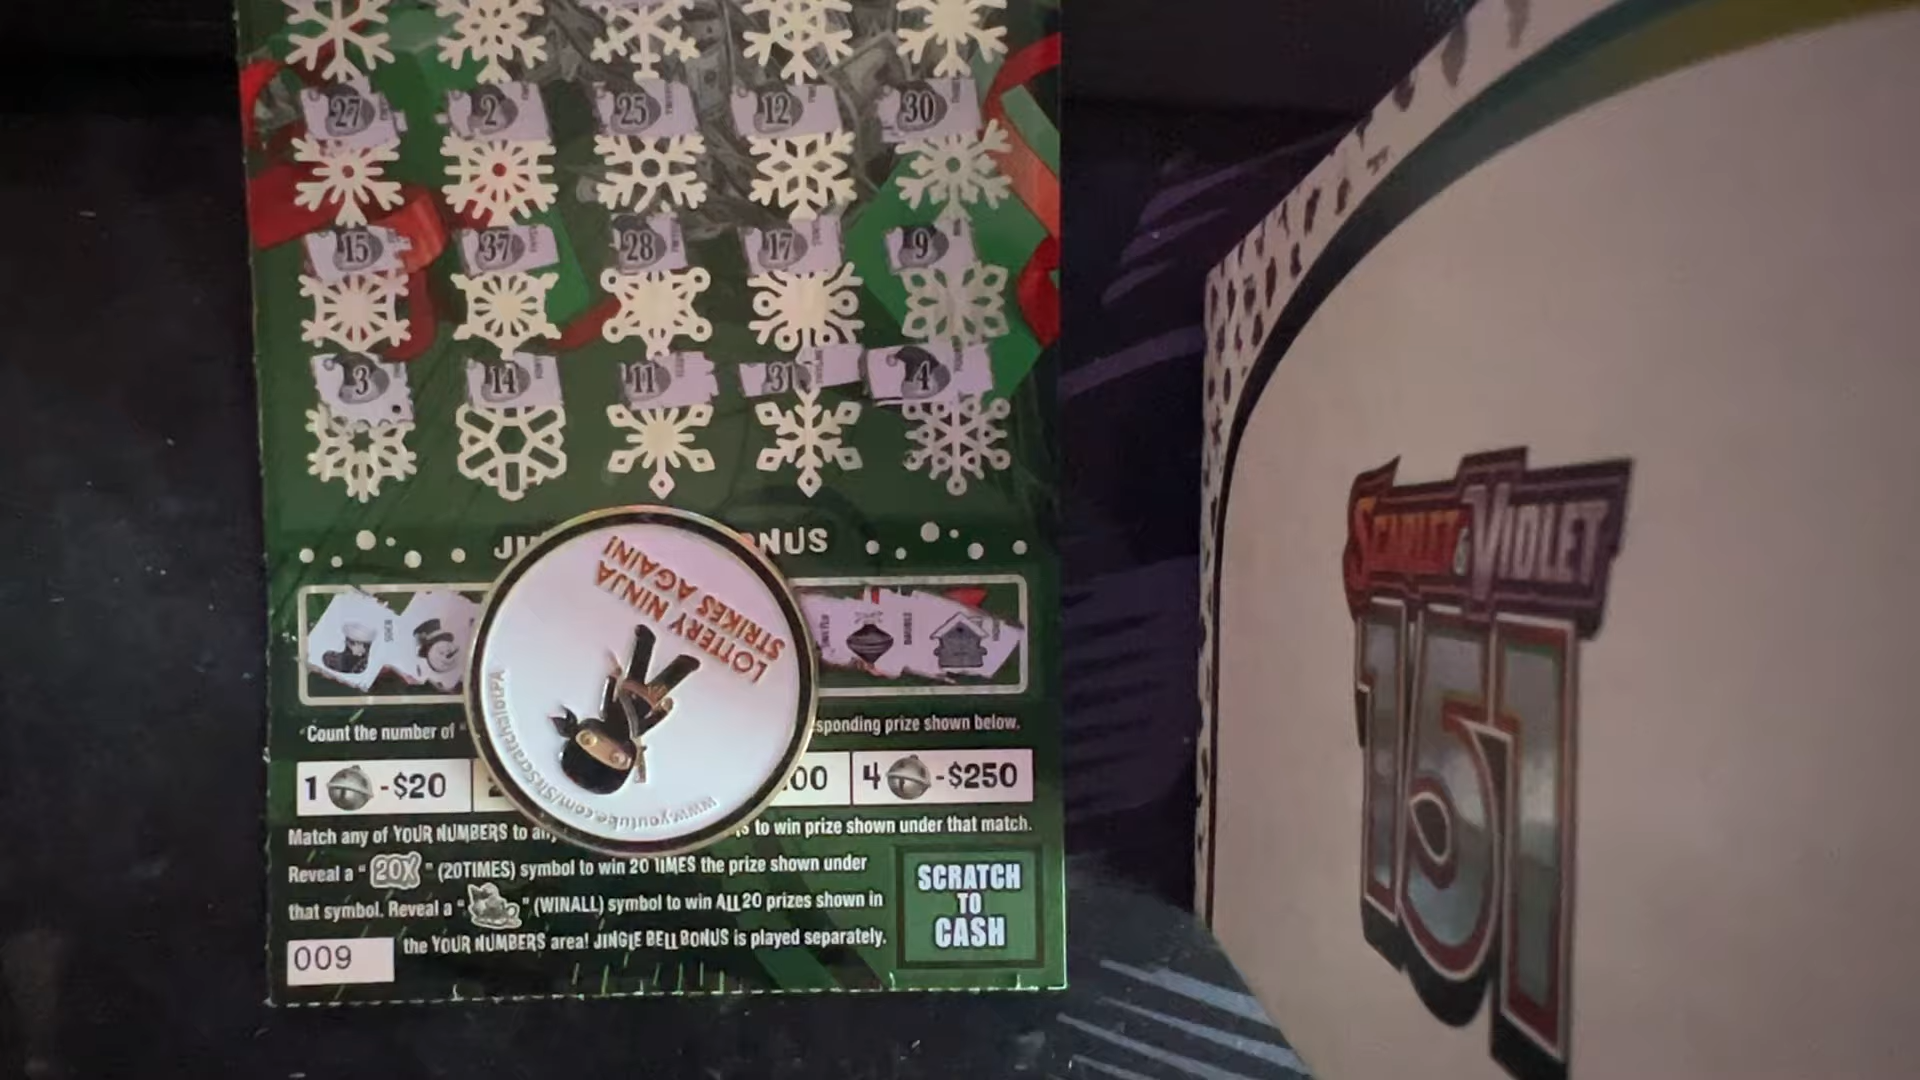 27 2 25 12 30
15 37 28 17 9
3 14 11 31 4
JU ONUS
LOTTERY NINJA
STRIKES AGAIN!
Count the number of sponding prize shown below.
1 -$20 00 4 -$250
www.youtube.com/SirScratchalotPA
Match any of YOUR NUMBERS to to win prize shown under that match.
Reveal a "20X" (20TIMES) symbol to win 20 TIMES the prize shown under
that symbol. Reveal a " " (WINALL) symbol to win ALL 20 prizes shown in
the YOUR NUMBERS area! JINGLE BELL BONUS is played separately.
009
SCRATCH
TO
CASH
SCARLET & VIOLET
151